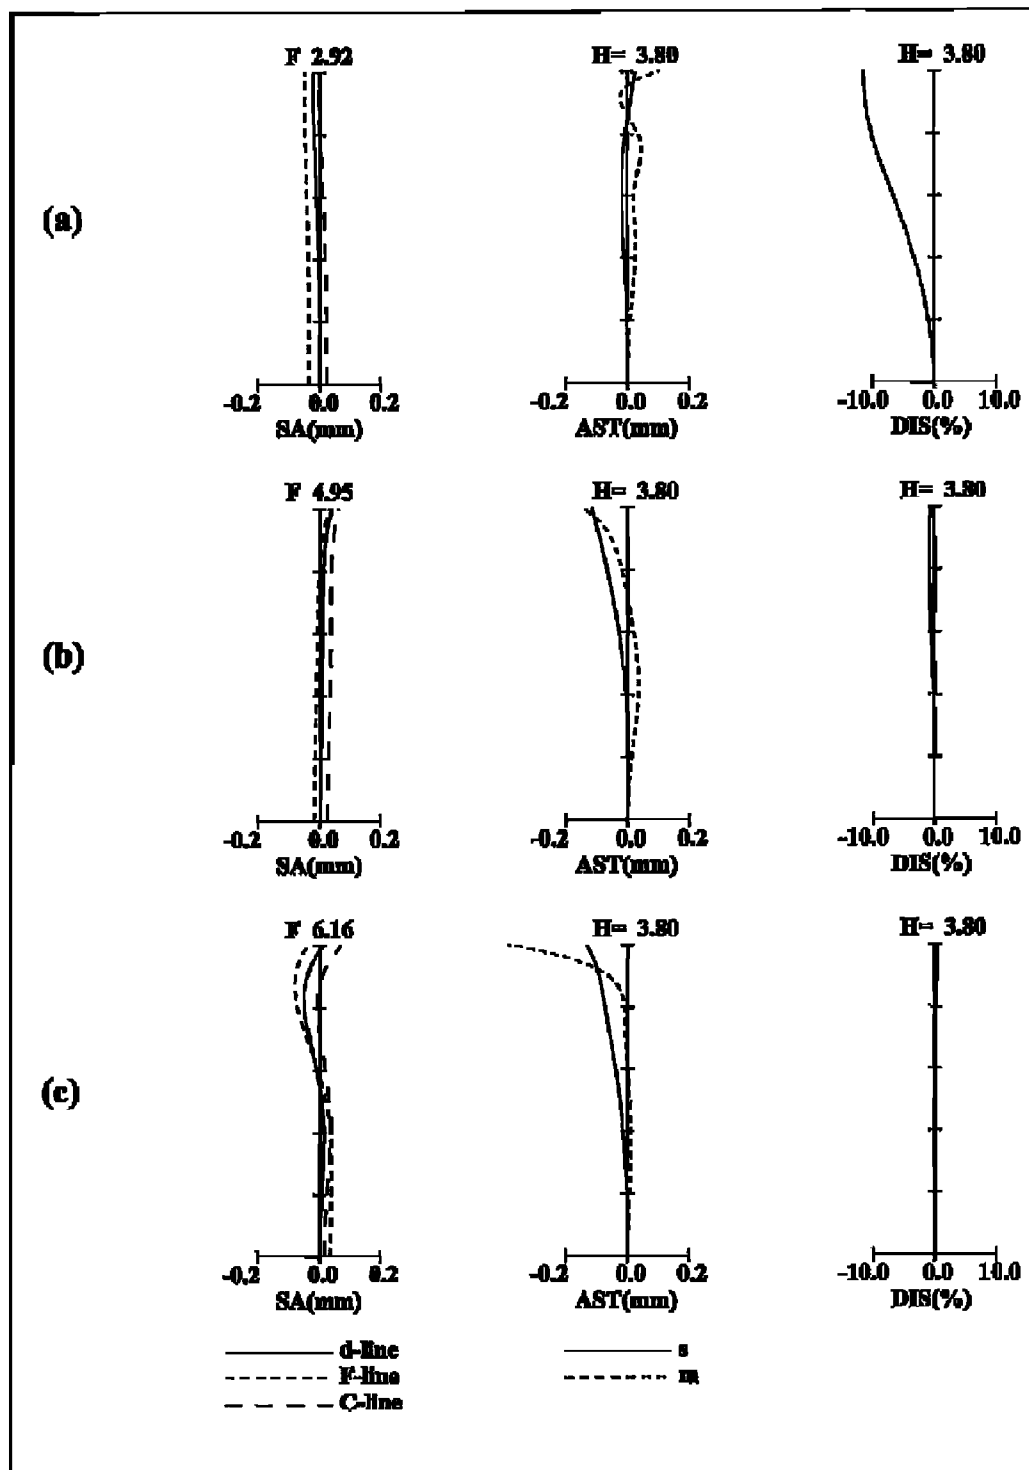 F 2.92 H= 3.80 H= 3.80
(a)
-0.2 0.0 0.2 -0.2 0.0 0.2 -10.0 0.0 10.0
SA(mm) AST(mm) DIS(%)
F 4.95 H= 3.80 H= 3.80
(b)
-0.2 0.0 0.2 -0.2 0.0 0.2 -10.0 0.0 10.0
SA(mm) AST(mm) DIS(%)
F 6.16 H= 3.80 H= 3.80
(c)
-0.2 0.0 0.2 -0.2 0.0 0.2 -10.0 0.0 10.0
SA(mm) AST(mm) DIS(%)
d-line s
F-line m
C-line